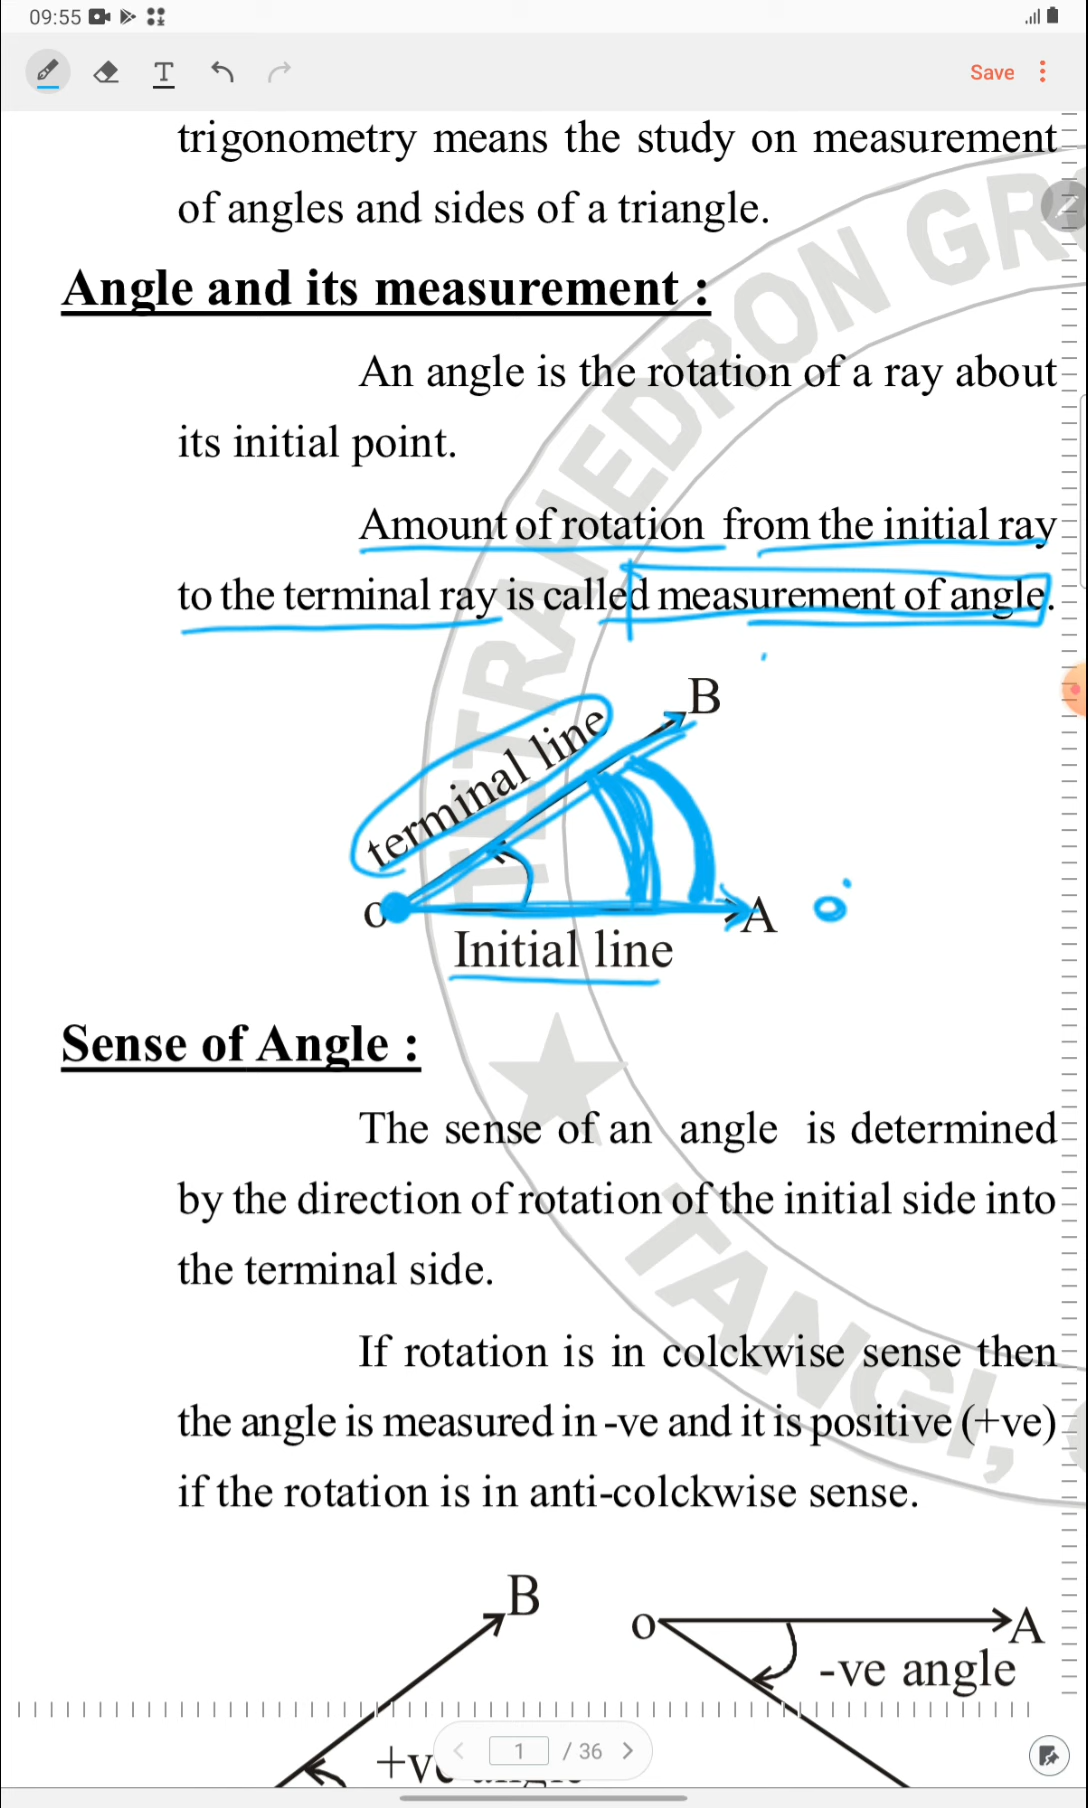 09:55
T
Save
trigonometry means the study on measurement
of angles and sides of a triangle.
Angle and its measurement :
An angle is the rotation of a ray about
its initial point.
Amount of rotation from the initial ray
to the terminal ray is called measurement of angle.
B
terminal line
O
A
0°
Initial line
Sense of Angle :
The sense of an angle is determined
by the direction of rotation of the initial side into
the terminal side.
If rotation is in colckwise sense then
the angle is measured in -ve and it is positive (+ve)
if the rotation is in anti-colckwise sense.
B
O
A
-ve angle
1 / 36
TETRAHEDRON GR
TANGI,